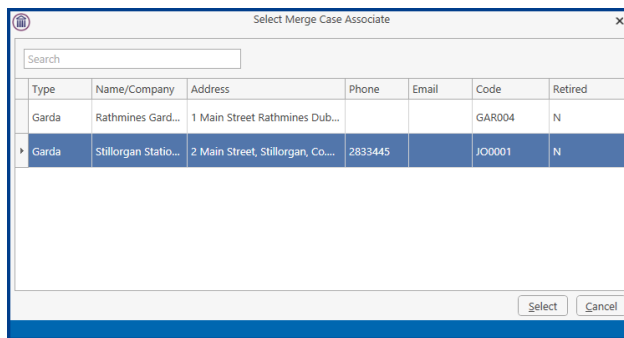 Select Merge Case Associate
Search
Type Name/Company Address Phone Email Code Retired
Garda Rathmines Gard... 1 Main Street Rathmines Dub... GAR004 N
Garda Stillorgan Statio... 2 Main Street, Stillorgan, Co.... 2833445 JO0001 N
Select Cancel